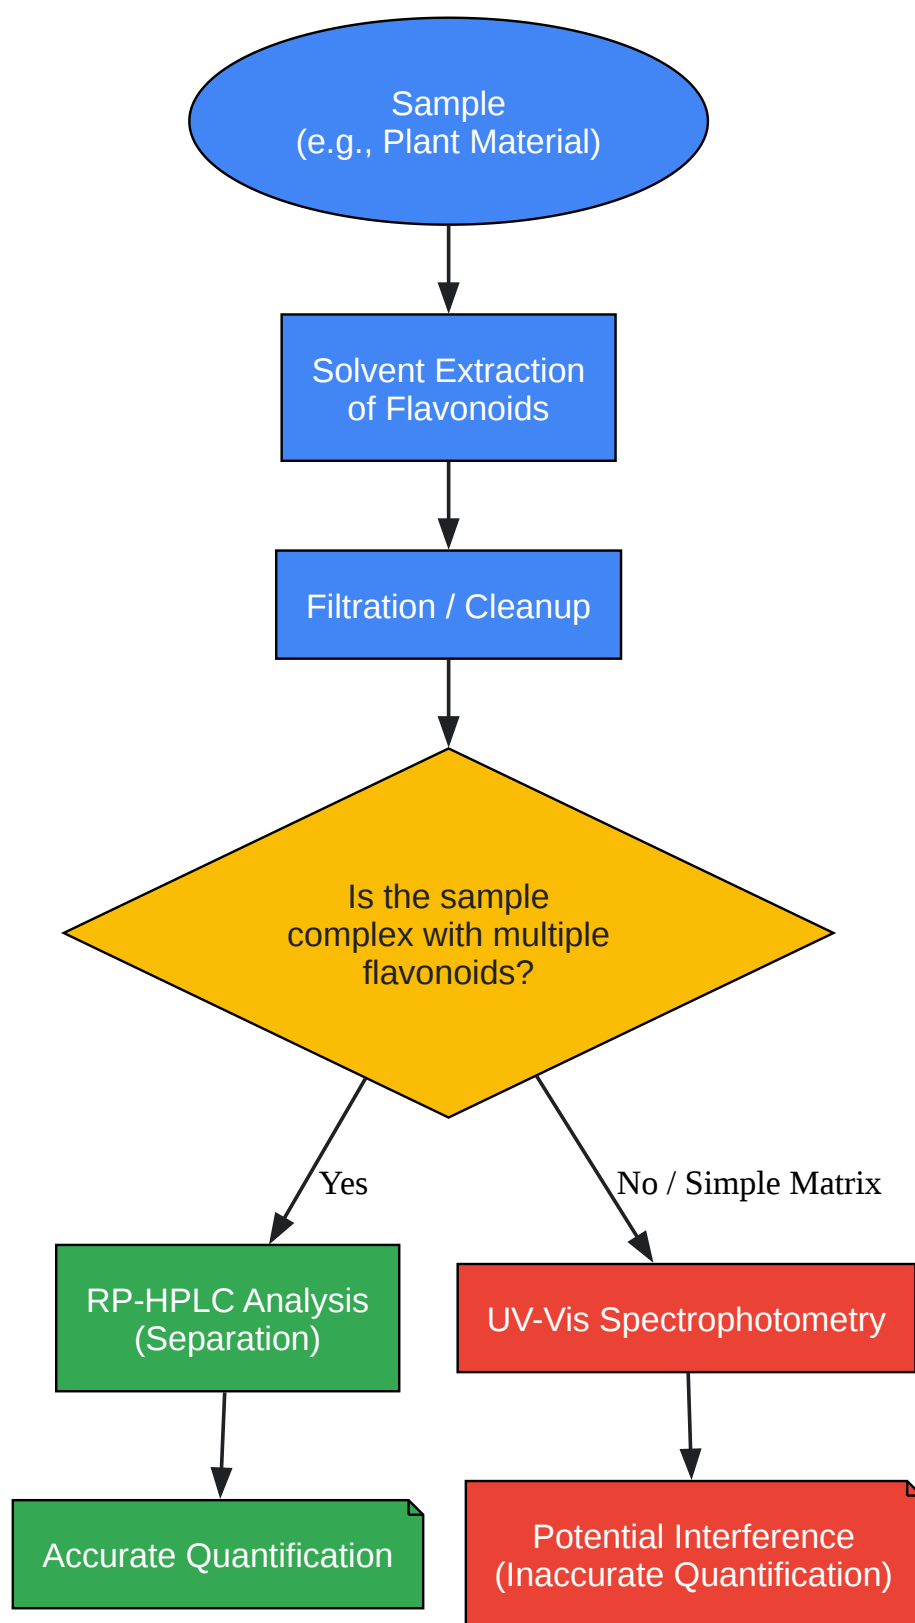 Sample
(e.g., Plant Material)
Solvent Extraction
of Flavonoids
Filtration / Cleanup
Is the sample
complex with multiple
flavonoids?
Yes
No / Simple Matrix
RP-HPLC Analysis
(Separation)
UV-Vis Spectrophotometry
Accurate Quantification
Potential Interference
(Inaccurate Quantification)